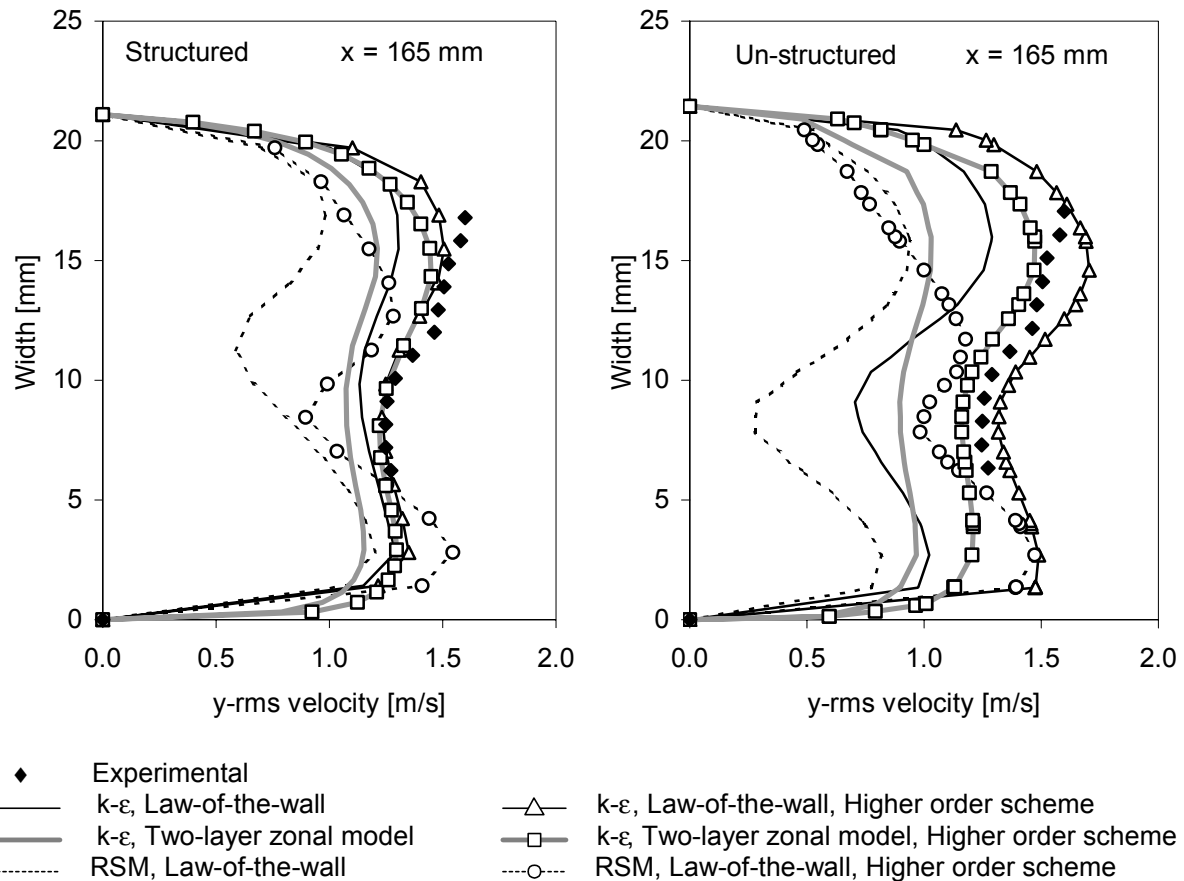 25
Structured x = 165 mm
20
15
Width [mm]
10
5
0
0.0 0.5 1.0 1.5 2.0
y-rms velocity [m/s]
25
Un-structured x = 165 mm
20
15
Width [mm]
10
5
0
0.0 0.5 1.0 1.5 2.0
y-rms velocity [m/s]
Experimental
k-ε, Law-of-the-wall
k-ε, Two-layer zonal model
RSM, Law-of-the-wall
k-ε, Law-of-the-wall, Higher order scheme
k-ε, Two-layer zonal model, Higher order scheme
RSM, Law-of-the-wall, Higher order scheme